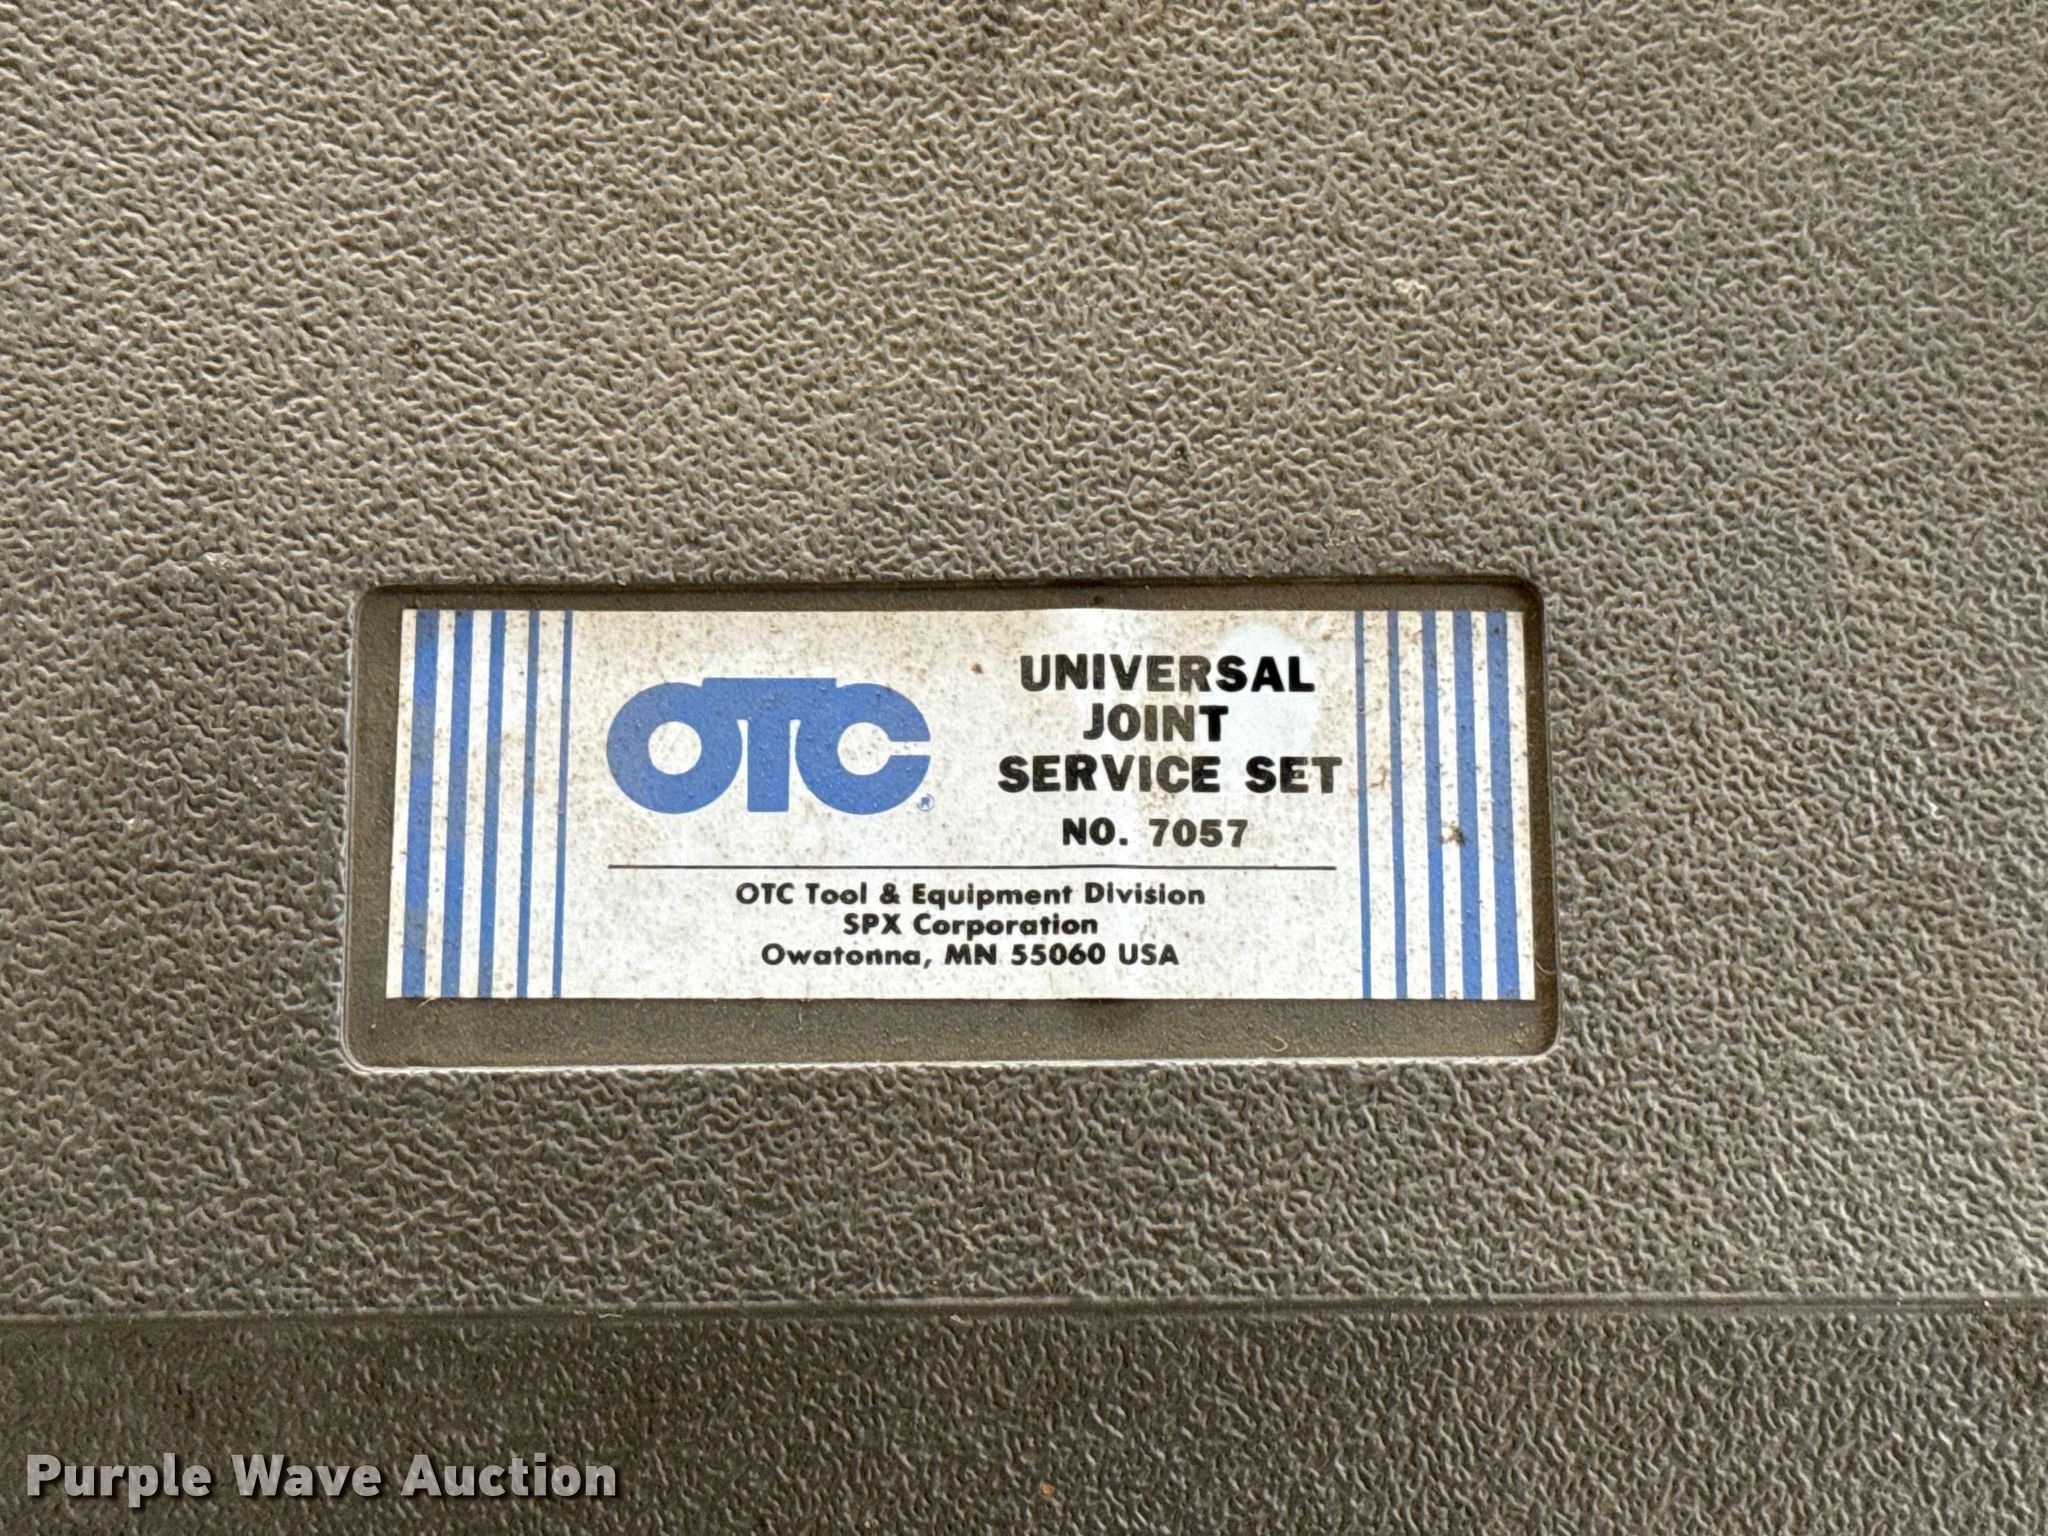 OTC®
UNIVERSAL
JOINT
SERVICE SET
NO. 7057
OTC Tool & Equipment Division
SPX Corporation
Owatonna, MN 55060 USA
Purple Wave Auction